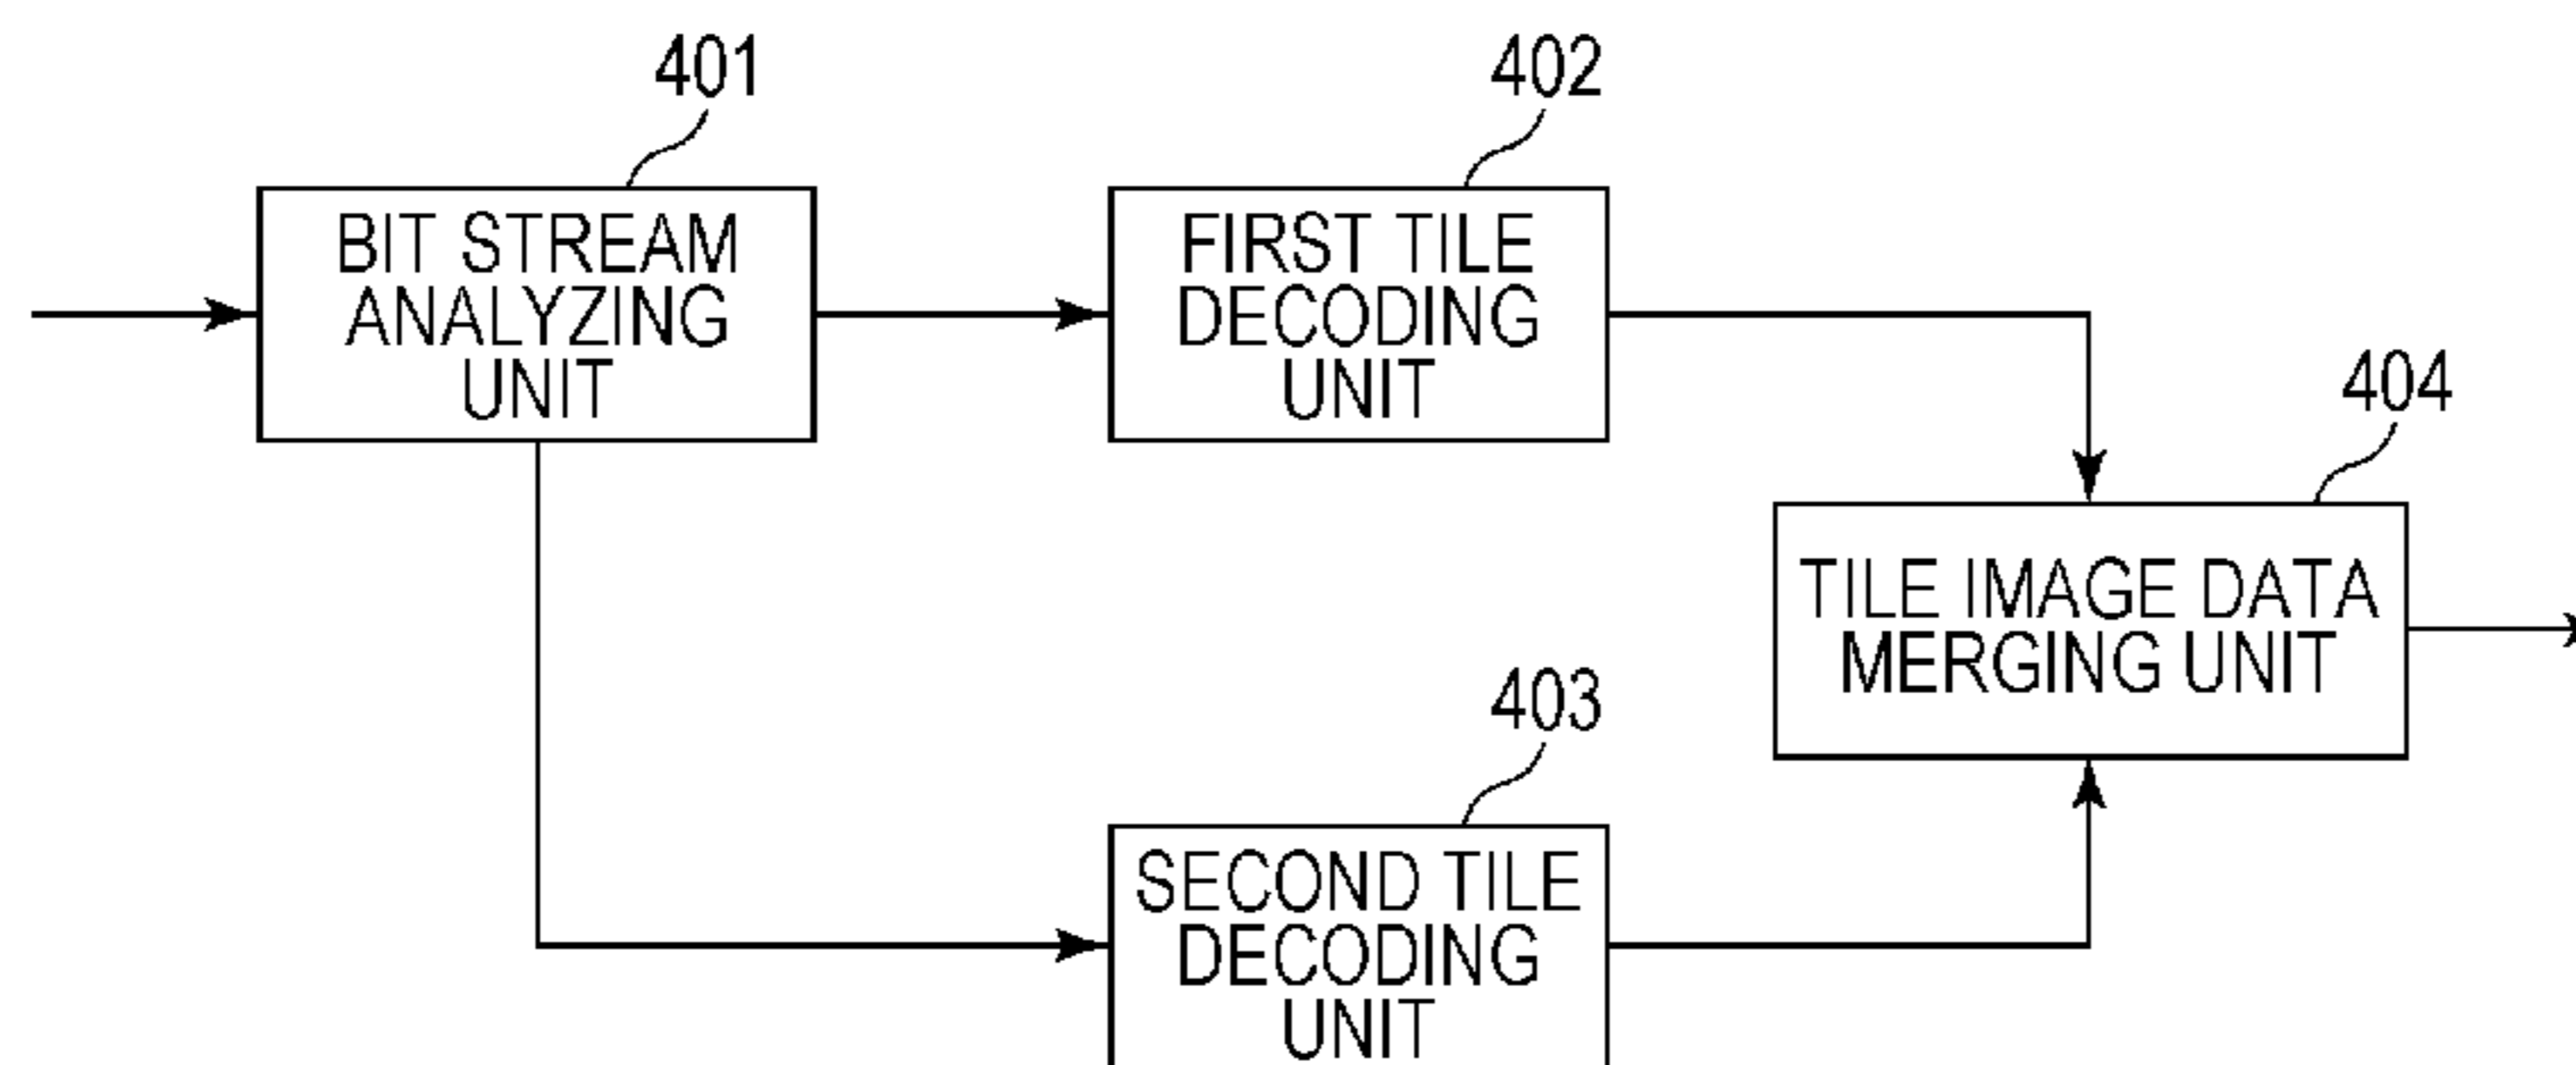 401
402
BIT STREAM
ANALYZING
UNIT
FIRST TILE
DECODING
UNIT
404
TILE IMAGE DATA
MERGING UNIT
403
SECOND TILE
DECODING
UNIT